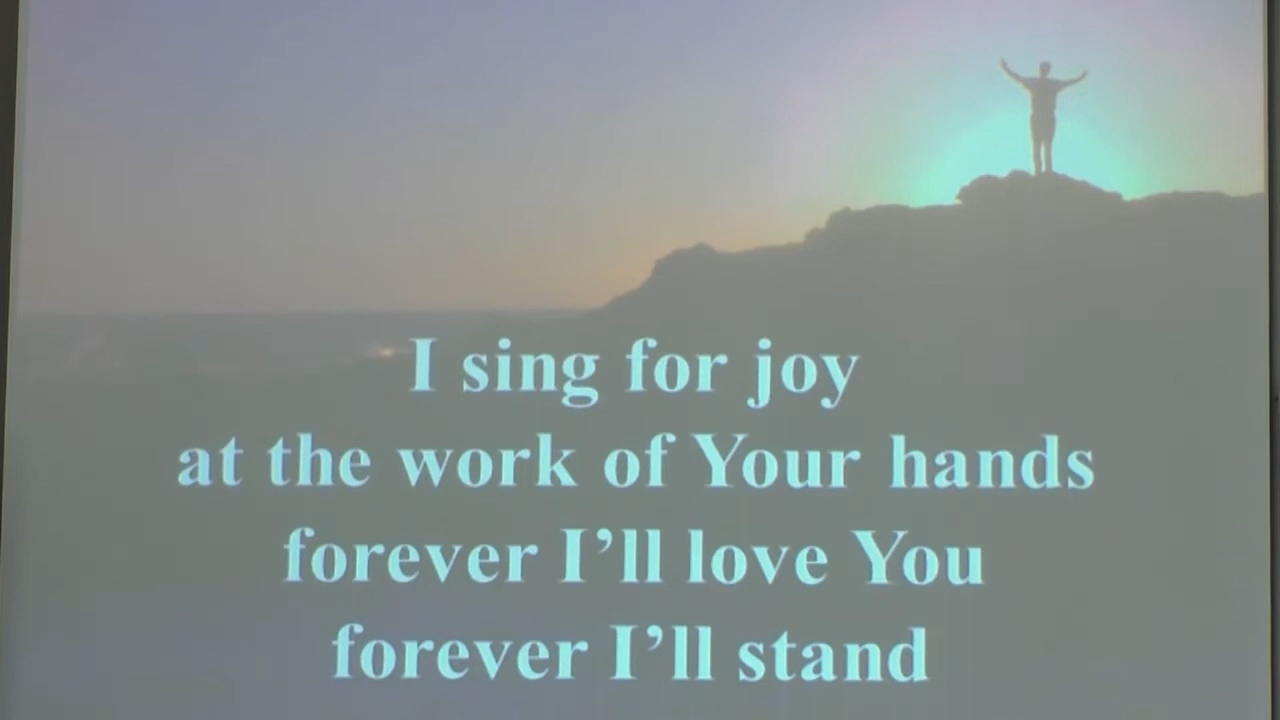 I sing for joy
at the work of Your hands
forever I’ll love You
forever I’ll stand